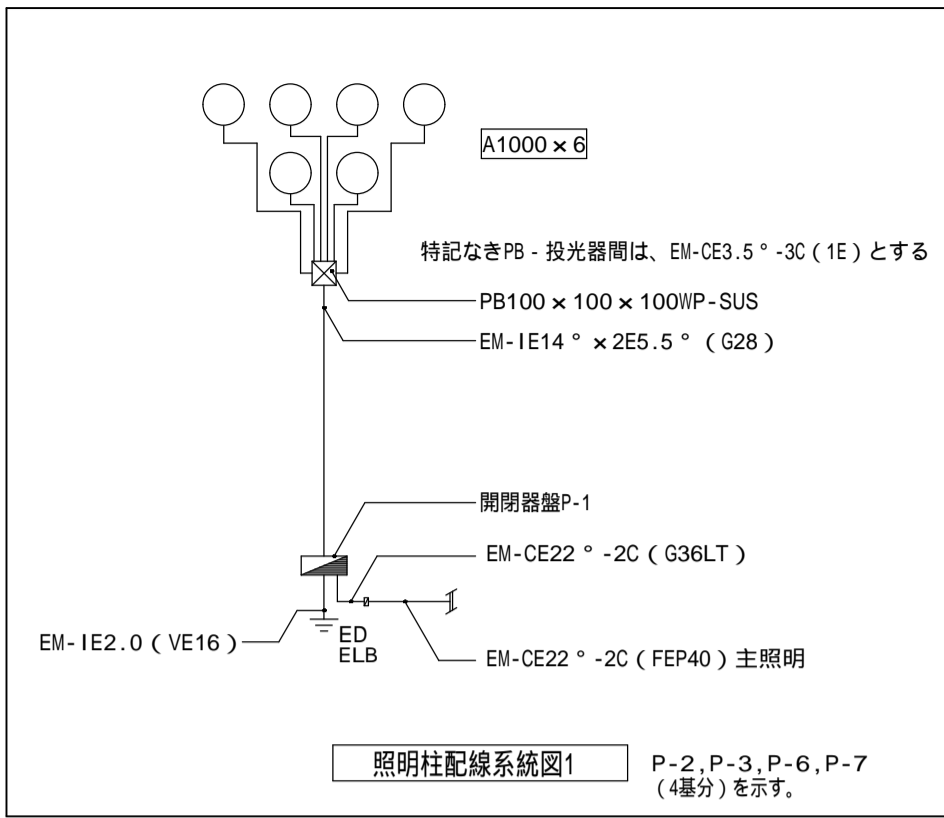 A1000×6
特記なきPB-投光器間は、EM-CE3.5°-3C(1E)とする
PB100×100×100WP-SUS
EM-IE14°×2E5.5°(G28)
開閉器盤P-1
EM-CE22°-2C(G36LT)
EM-IE2.0(VE16)
ED
ELB
EM-CE22°-2C(FEP40)主照明
照明柱配線系統図1
P-2,P-3,P-6,P-7
(4基分)を示す。